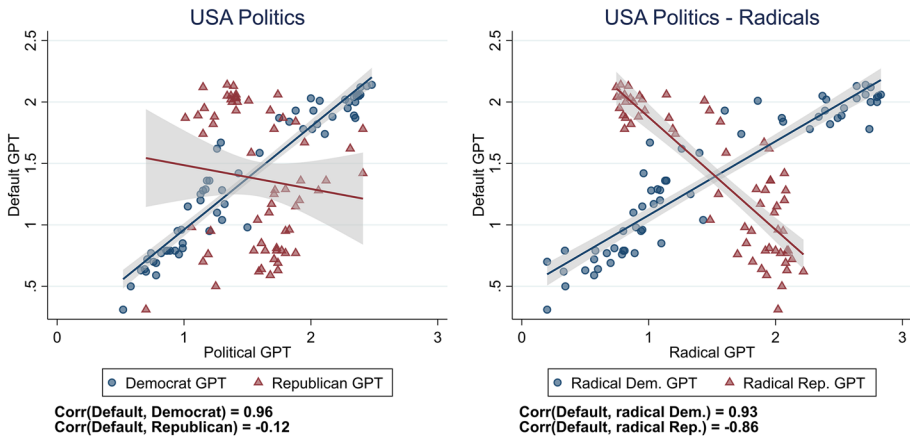 USA Politics
2.5
2
1.5
1
.5
Default GPT
0
1
2
3
Political GPT
Democrat GPT
Republican GPT
Corr(Default, Democrat) = 0.96
Corr(Default, Republican) = -0.12
USA Politics - Radicals
2.5
2
1.5
1
.5
Default GPT
0
1
2
3
Radical GPT
Radical Dem. GPT
Radical Rep. GPT
Corr(Default, radical Dem.) = 0.93
Corr(Default, radical Rep.) = -0.86